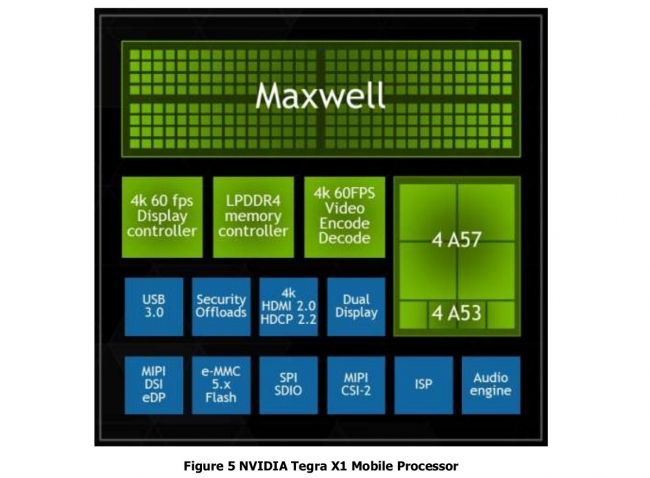 Maxwell
4k 60 fps
Display
controller
LPDDR4
memory
controller
4k 60FPS
Video
Encode
Decode
4 A57
4 A53
USB
3.0
Security
Offloads
4k
HDMI 2.0
HDCP 2.2
Dual
Display
MIPI
DSI
eDP
e-MMC
5.x
Flash
SPI
SDIO
MIPI
CSI-2
ISP
Audio
engine
Figure 5 NVIDIA Tegra X1 Mobile Processor